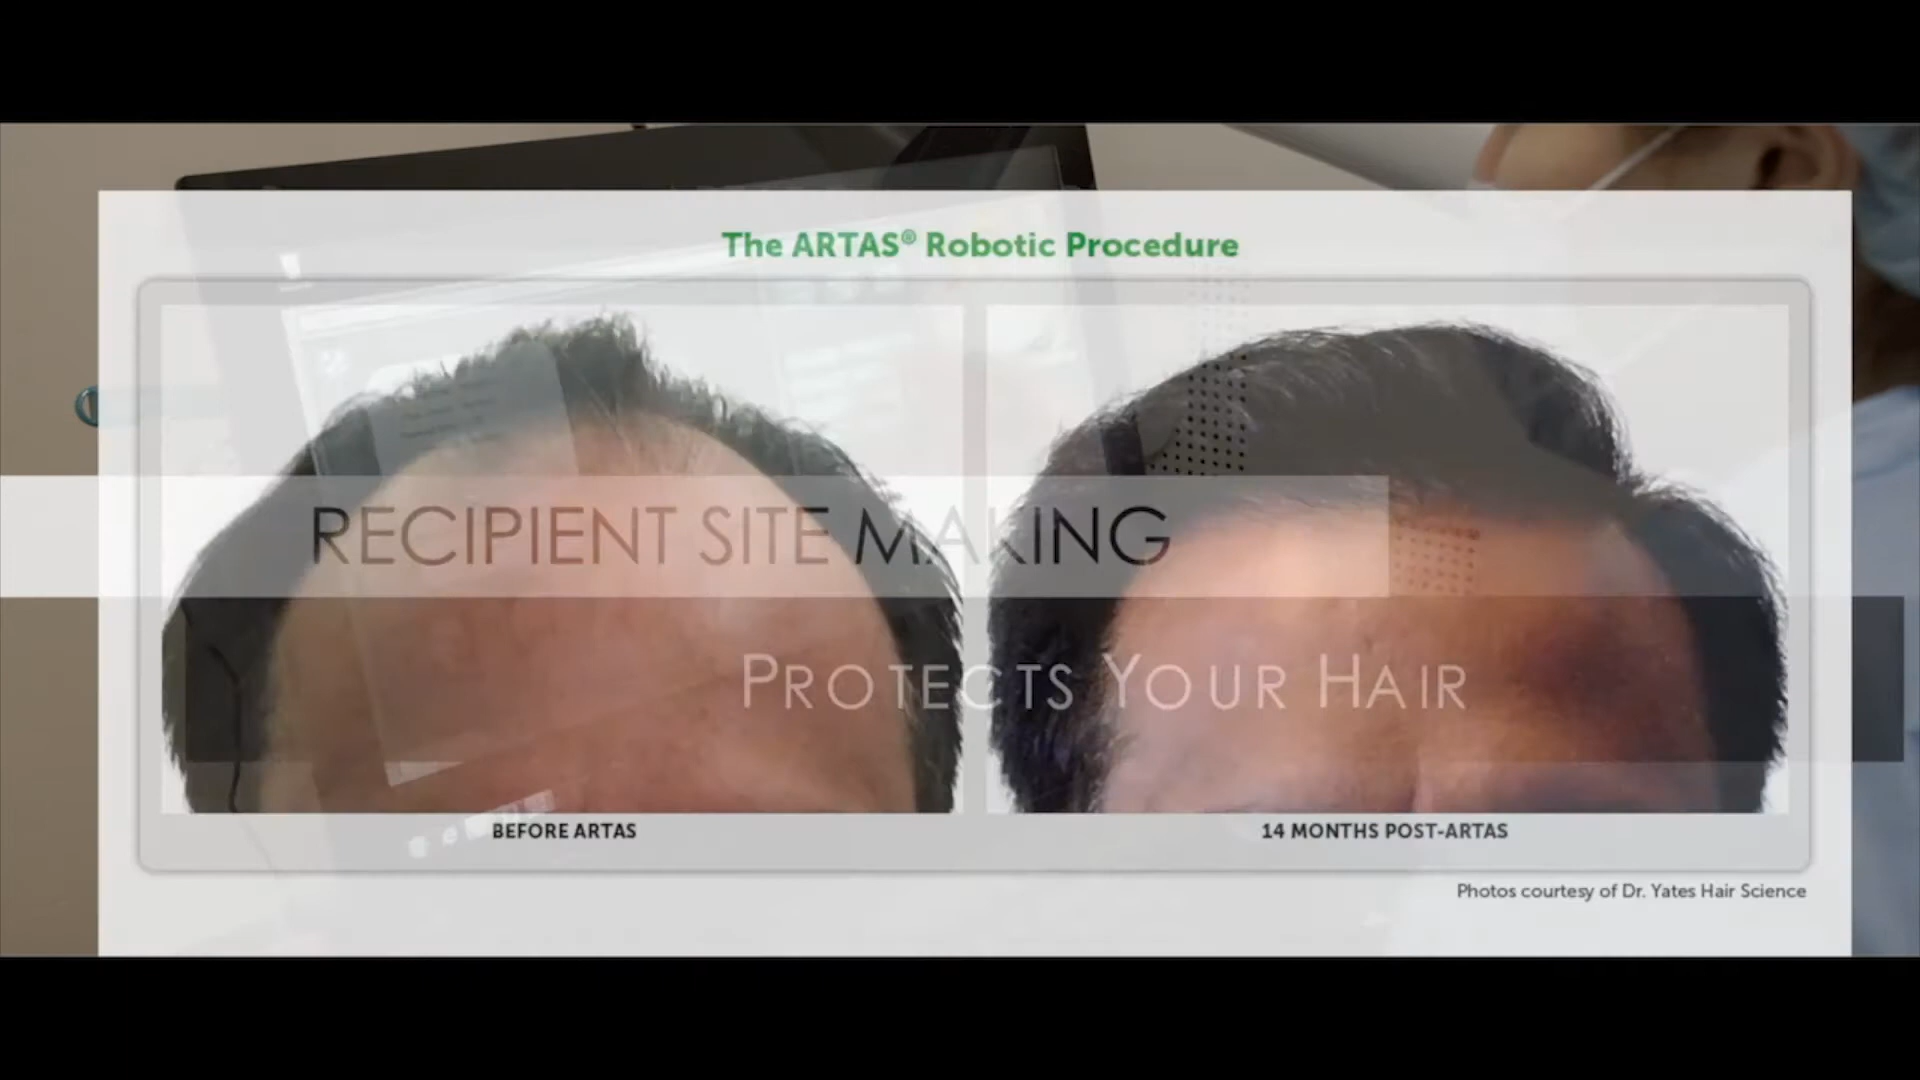 The ARTAS® Robotic Procedure
RECIPIENT SITE MAKING
PROTECTS YOUR HAIR
BEFORE ARTAS
14 MONTHS POST-ARTAS
Photos courtesy of Dr. Yates Hair Science